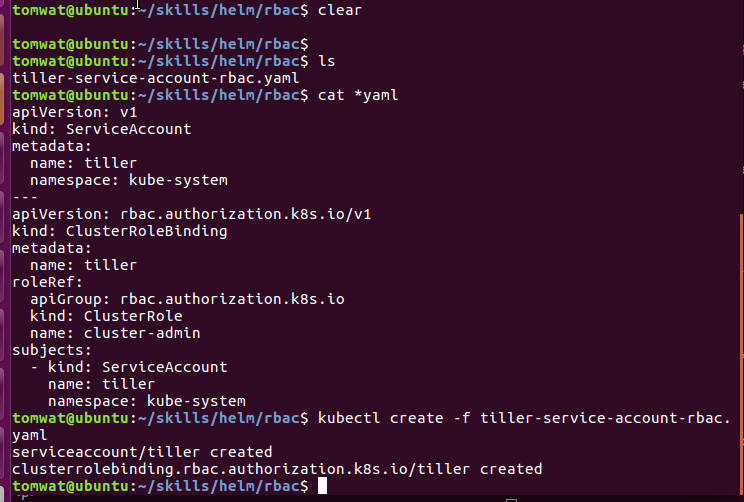 tomwat@ubuntu:~/skills/helm/rbac$ clear
tomwat@ubuntu:~/skills/helm/rbac$
tomwat@ubuntu:~/skills/helm/rbac$ ls
tiller-service-account-rbac.yaml
tomwat@ubuntu:~/skills/helm/rbac$ cat *yaml
apiVersion: v1
kind: ServiceAccount
metadata:
  name: tiller
  namespace: kube-system
---
apiVersion: rbac.authorization.k8s.io/v1
kind: ClusterRoleBinding
metadata:
  name: tiller
roleRef:
  apiGroup: rbac.authorization.k8s.io
  kind: ClusterRole
  name: cluster-admin
subjects:
  - kind: ServiceAccount
    name: tiller
    namespace: kube-system
tomwat@ubuntu:~/skills/helm/rbac$ kubectl create -f tiller-service-account-rbac.
yaml
serviceaccount/tiller created
clusterrolebinding.rbac.authorization.k8s.io/tiller created
tomwat@ubuntu:~/skills/helm/rbac$